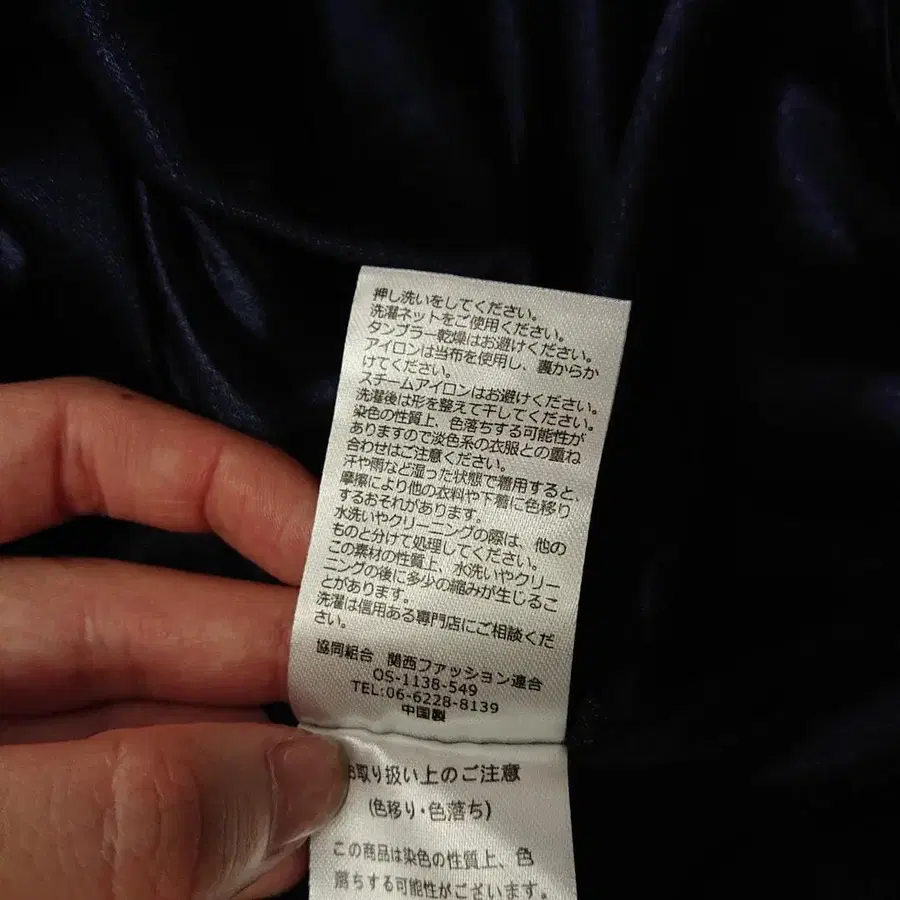 押し洗いをしてください。
洗濯ネットをご使用ください。
タンブラー乾燥はお避けください。
アイロンは当布を使用し、裏からか
けてください。
スチームアイロンはお避けください。
洗濯後は形を整えて干してください。
染色の性質上、色落ちする可能性が
ありますので淡色系の衣服との重ね
合わせはご注意ください。
汗や雨など湿った状態で着用すると、
摩擦により他の衣料や下着に色移り
するおそれがあります。
水洗いやクリーニングの際は、他の
ものと分けて処理してください。
この素材の性質上、水洗いやクリー
ニングの後に多少の縮みが生じるこ
とがあります。
洗濯は信用ある専門店にご相談くだ
さい。
協同組合 関西ファッション連合
OS-1138-549
TEL:06-6228-8139
中国製
お取り扱い上のご注意
(色移り・色落ち)
この商品は染色の性質上、色
落ちする可能性がございます。